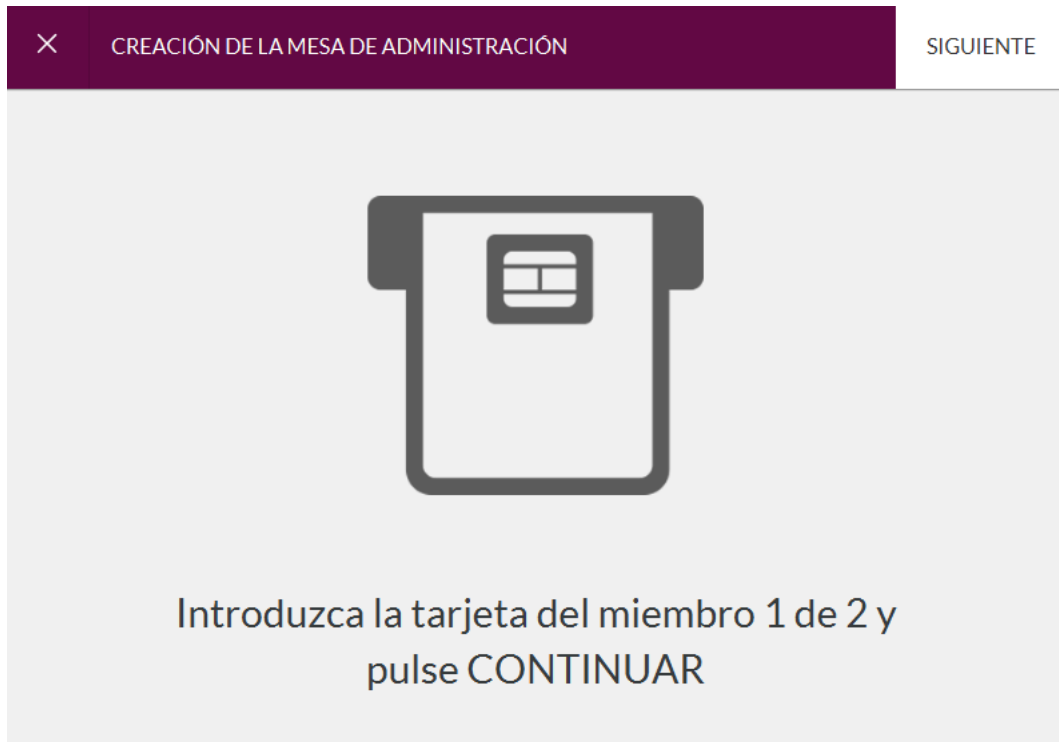 CREACIÓN DE LA MESA DE ADMINISTRACIÓN
SIGUIENTE
Introduzca la tarjeta del miembro 1 de 2 y
pulse CONTINUAR